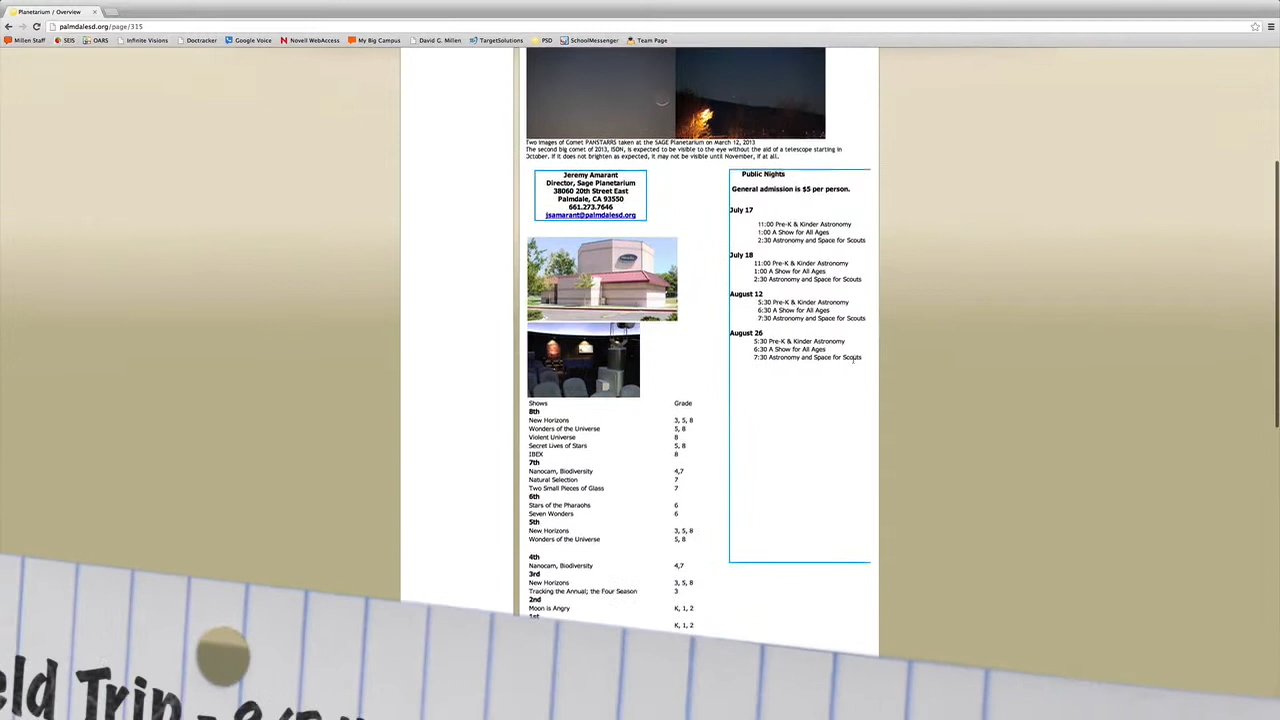 Planetarium / Overview
palmdalesd.org/page/315
Millen Staff SEIS OARS Infinite Visions Doctracker Google Voice Novell WebAccess My Big Campus David G. Millen TargetSolutions PSD SchoolMessenger Team Page
Two images of Comet PANSTARRS taken at the SAGE Planetarium on March 12, 2013
The second big comet of 2013, ISON, is expected to be visible to the eye without the aid of a telescope starting in
October. If it does not brighten as expected, it may not be visible until November, if at all.
Jeremy Amarant
Director, Sage Planetarium
38060 20th Street East
Palmdale, CA 93550
661.273.7646
jsamarant@palmdalesd.org
Public Nights
General admission is $5 per person.
July 17
11:00 Pre-K & Kinder Astronomy
1:00 A Show for All Ages
2:30 Astronomy and Space for Scouts
July 18
11:00 Pre-K & Kinder Astronomy
1:00 A Show for All Ages
2:30 Astronomy and Space for Scouts
August 12
5:30 Pre-K & Kinder Astronomy
6:30 A Show for All Ages
7:30 Astronomy and Space for Scouts
August 26
5:30 Pre-K & Kinder Astronomy
6:30 A Show for All Ages
7:30 Astronomy and Space for Scouts
Shows Grade
8th
New Horizons 3, 5, 8
Wonders of the Universe 5, 8
Violent Universe 8
Secret Lives of Stars 5, 8
IBEX 8
7th
Nanocam, Biodiversity 4,7
Natural Selection 7
Two Small Pieces of Glass 7
6th
Stars of the Pharaohs 6
Seven Wonders 6
5th
New Horizons 3, 5, 8
Wonders of the Universe 5, 8
4th
Nanocam, Biodiversity 4,7
3rd
New Horizons 3, 5, 8
Tracking the Annual; the Four Season 3
2nd
Moon is Angry K, 1, 2
1st
K, 1, 2
eld Trip -